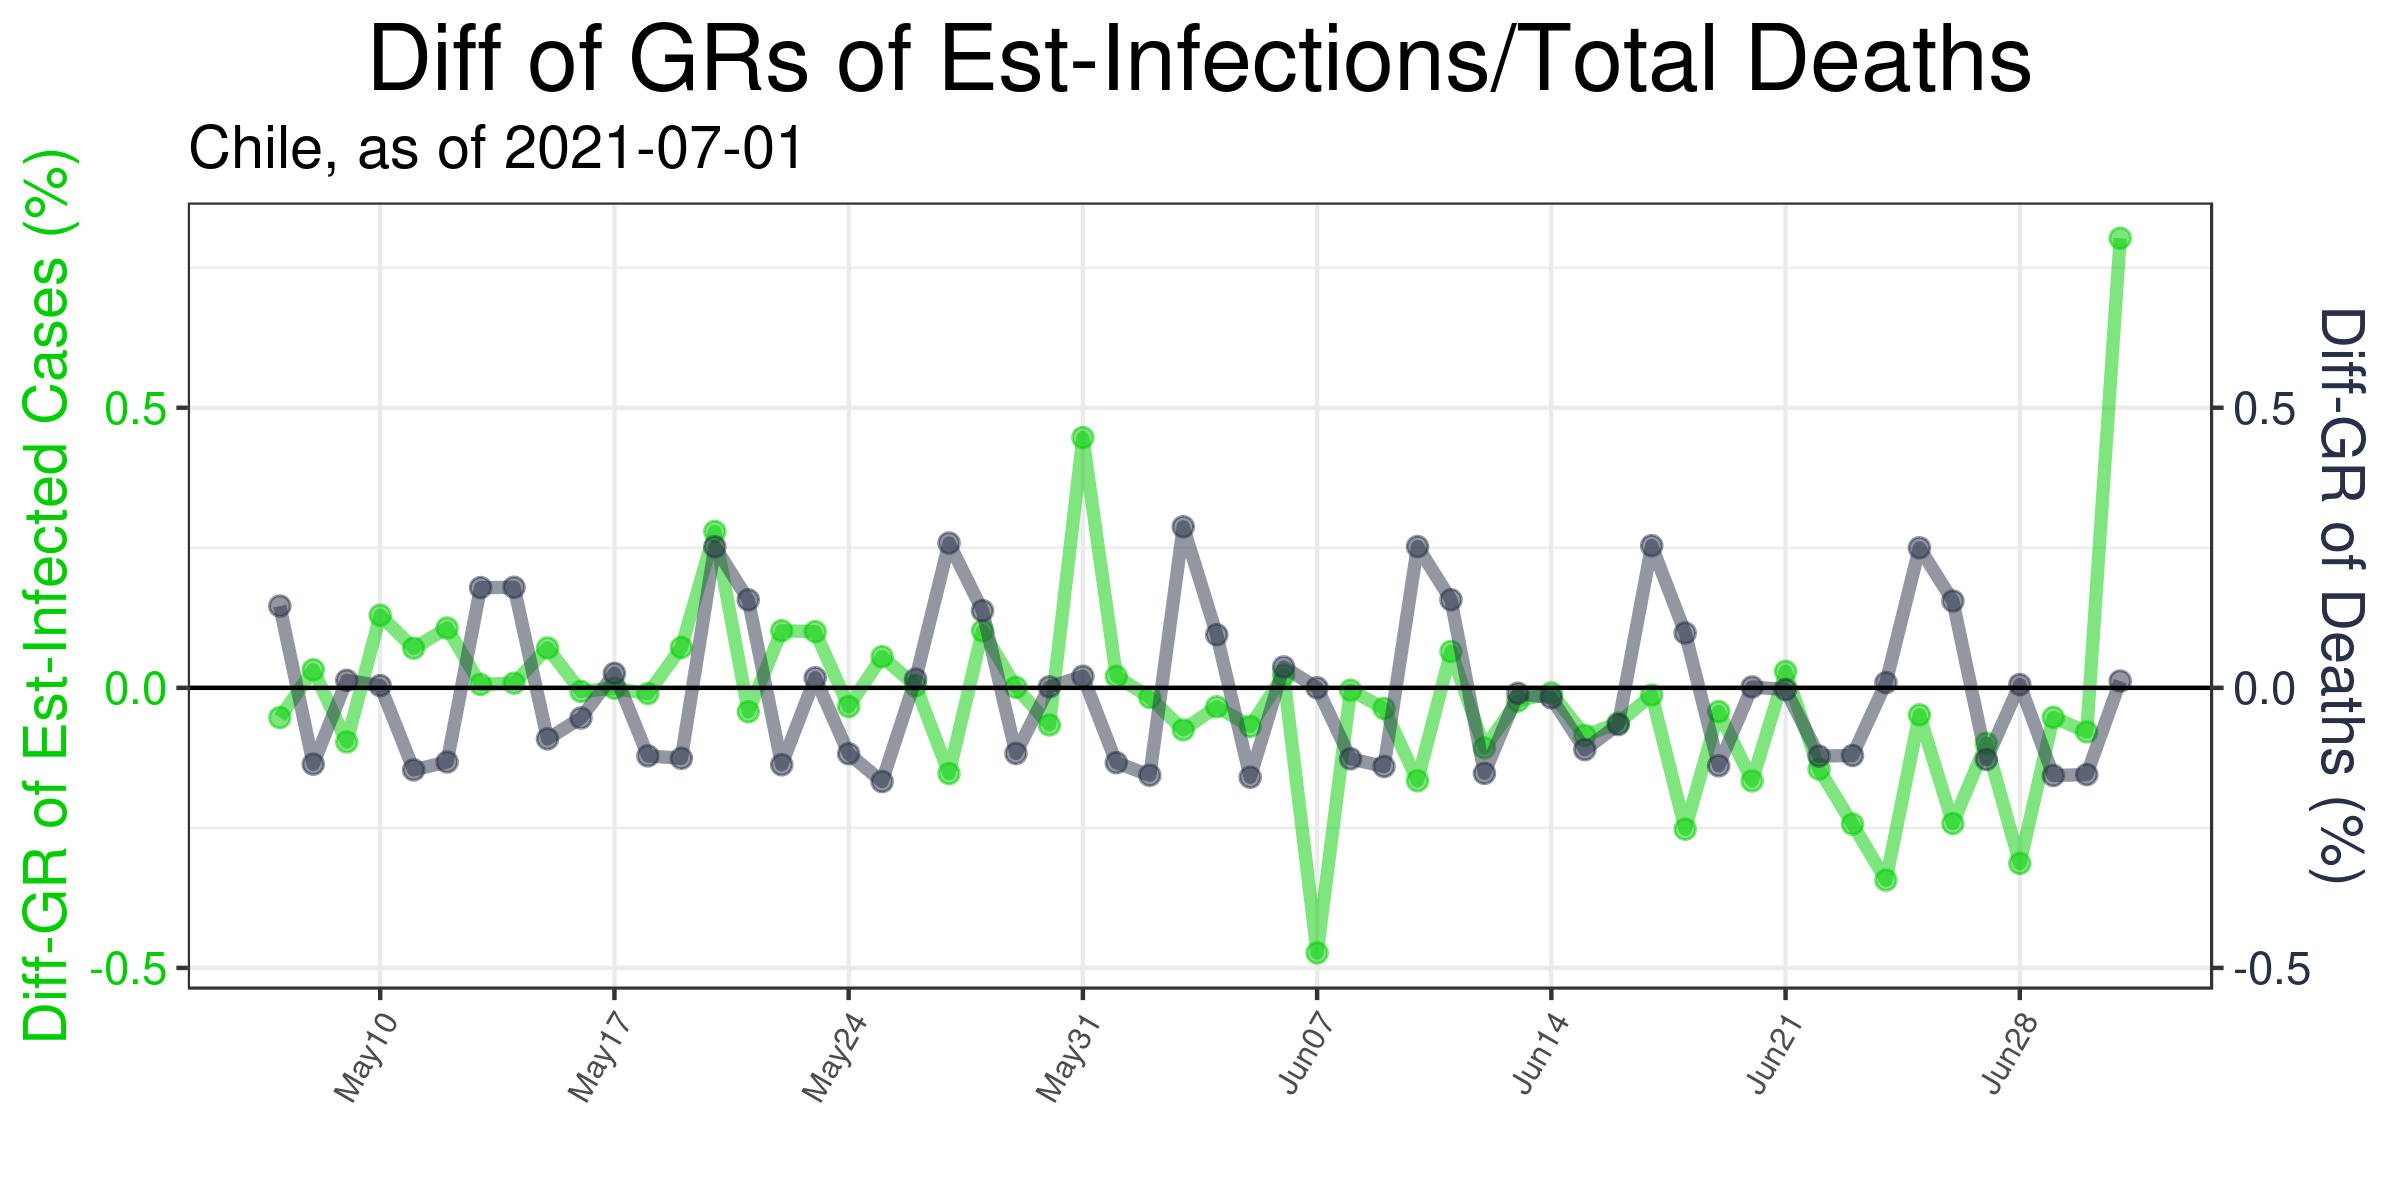 Diff of GRs of Est-Infections/Total Deaths
Chile, as of 2021-07-01
Diff-GR of Est-Infected Cases (%)
0.5
0.0
-0.5
0.5
0.0
-0.5
Diff-GR of Deaths (%)
May10
May17
May24
May31
Jun07
Jun14
Jun21
Jun28